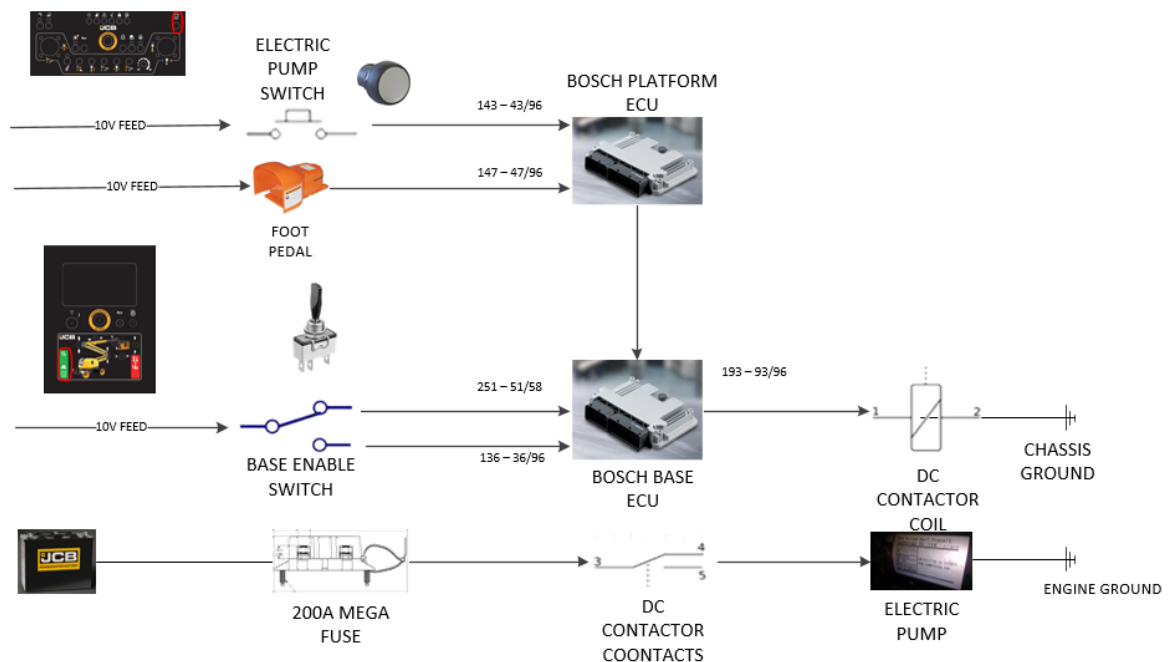 JCB
ELECTRIC
PUMP
SWITCH
BOSCH PLATFORM
ECU
10V FEED
143 – 43/96
10V FEED
147 – 47/96
FOOT
PEDAL
JCB
251 – 51/58
193 – 93/96
10V FEED
1
2
136 – 36/96
BASE ENABLE
SWITCH
BOSCH BASE
ECU
DC
CONTACTOR
COIL
CHASSIS
GROUND
JCB
3
4
5
200A MEGA
FUSE
DC
CONTACTOR
COONTACTS
ELECTRIC
PUMP
ENGINE GROUND